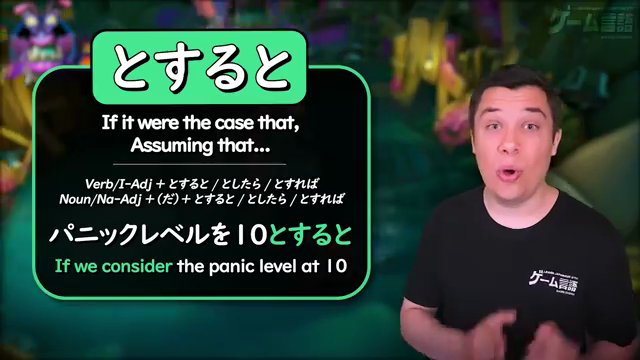 ゲーム言語
とすると
If it were the case that,
Assuming that...
Verb/I-Adj + とすると / としたら / とすれば
Noun/Na-Adj + (だ) + とすると / としたら / とすれば
パニックレベルを10とすると
If we consider the panic level at 10
ゲーム言語